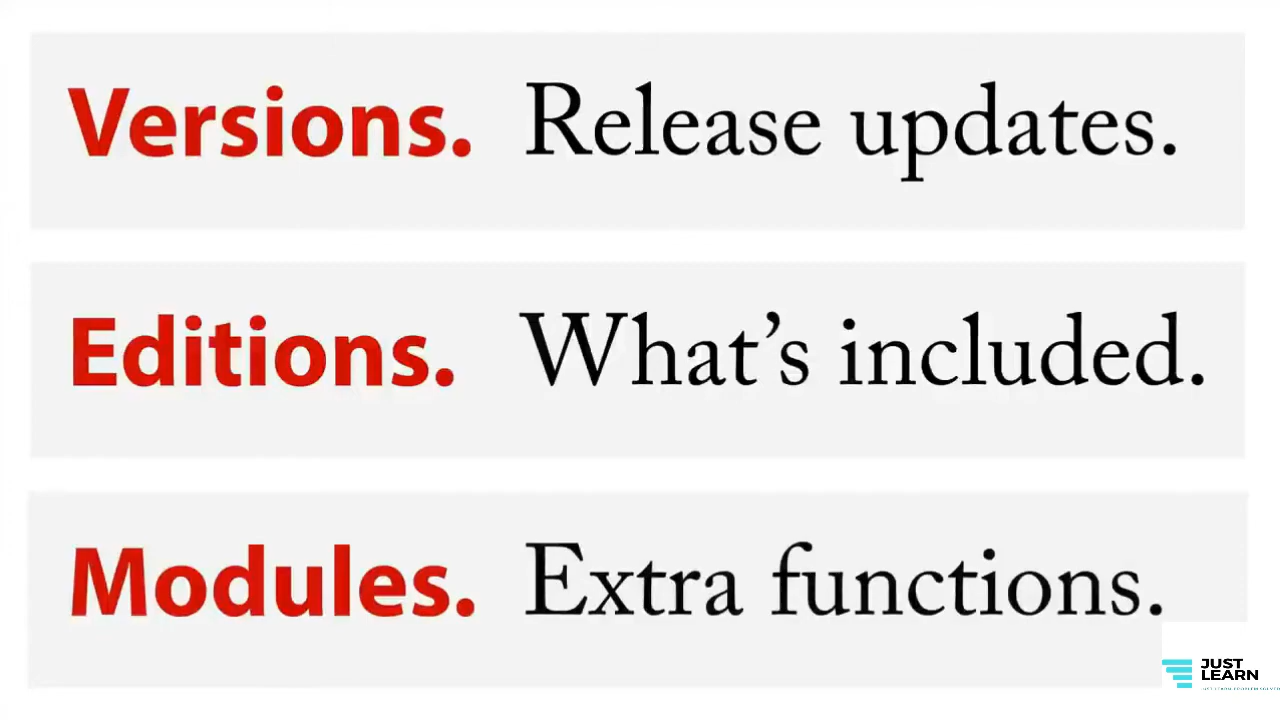 Versions. Release updates.
Editions. What's included.
Modules. Extra functions.
JUST
LEARN